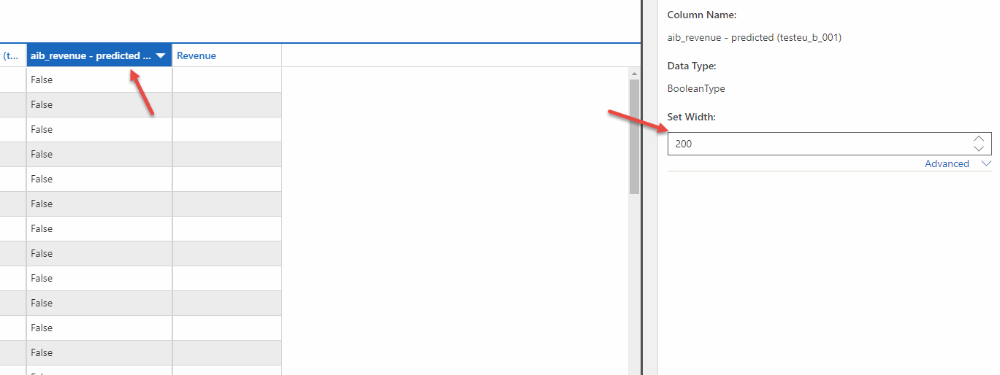 (t...
aib_revenue - predicted ...
Revenue
False
False
False
False
False
False
False
False
False
False
False
False
Column Name:
aib_revenue - predicted (testeu_b_001)
Data Type:
BooleanType
Set Width:
200
Advanced